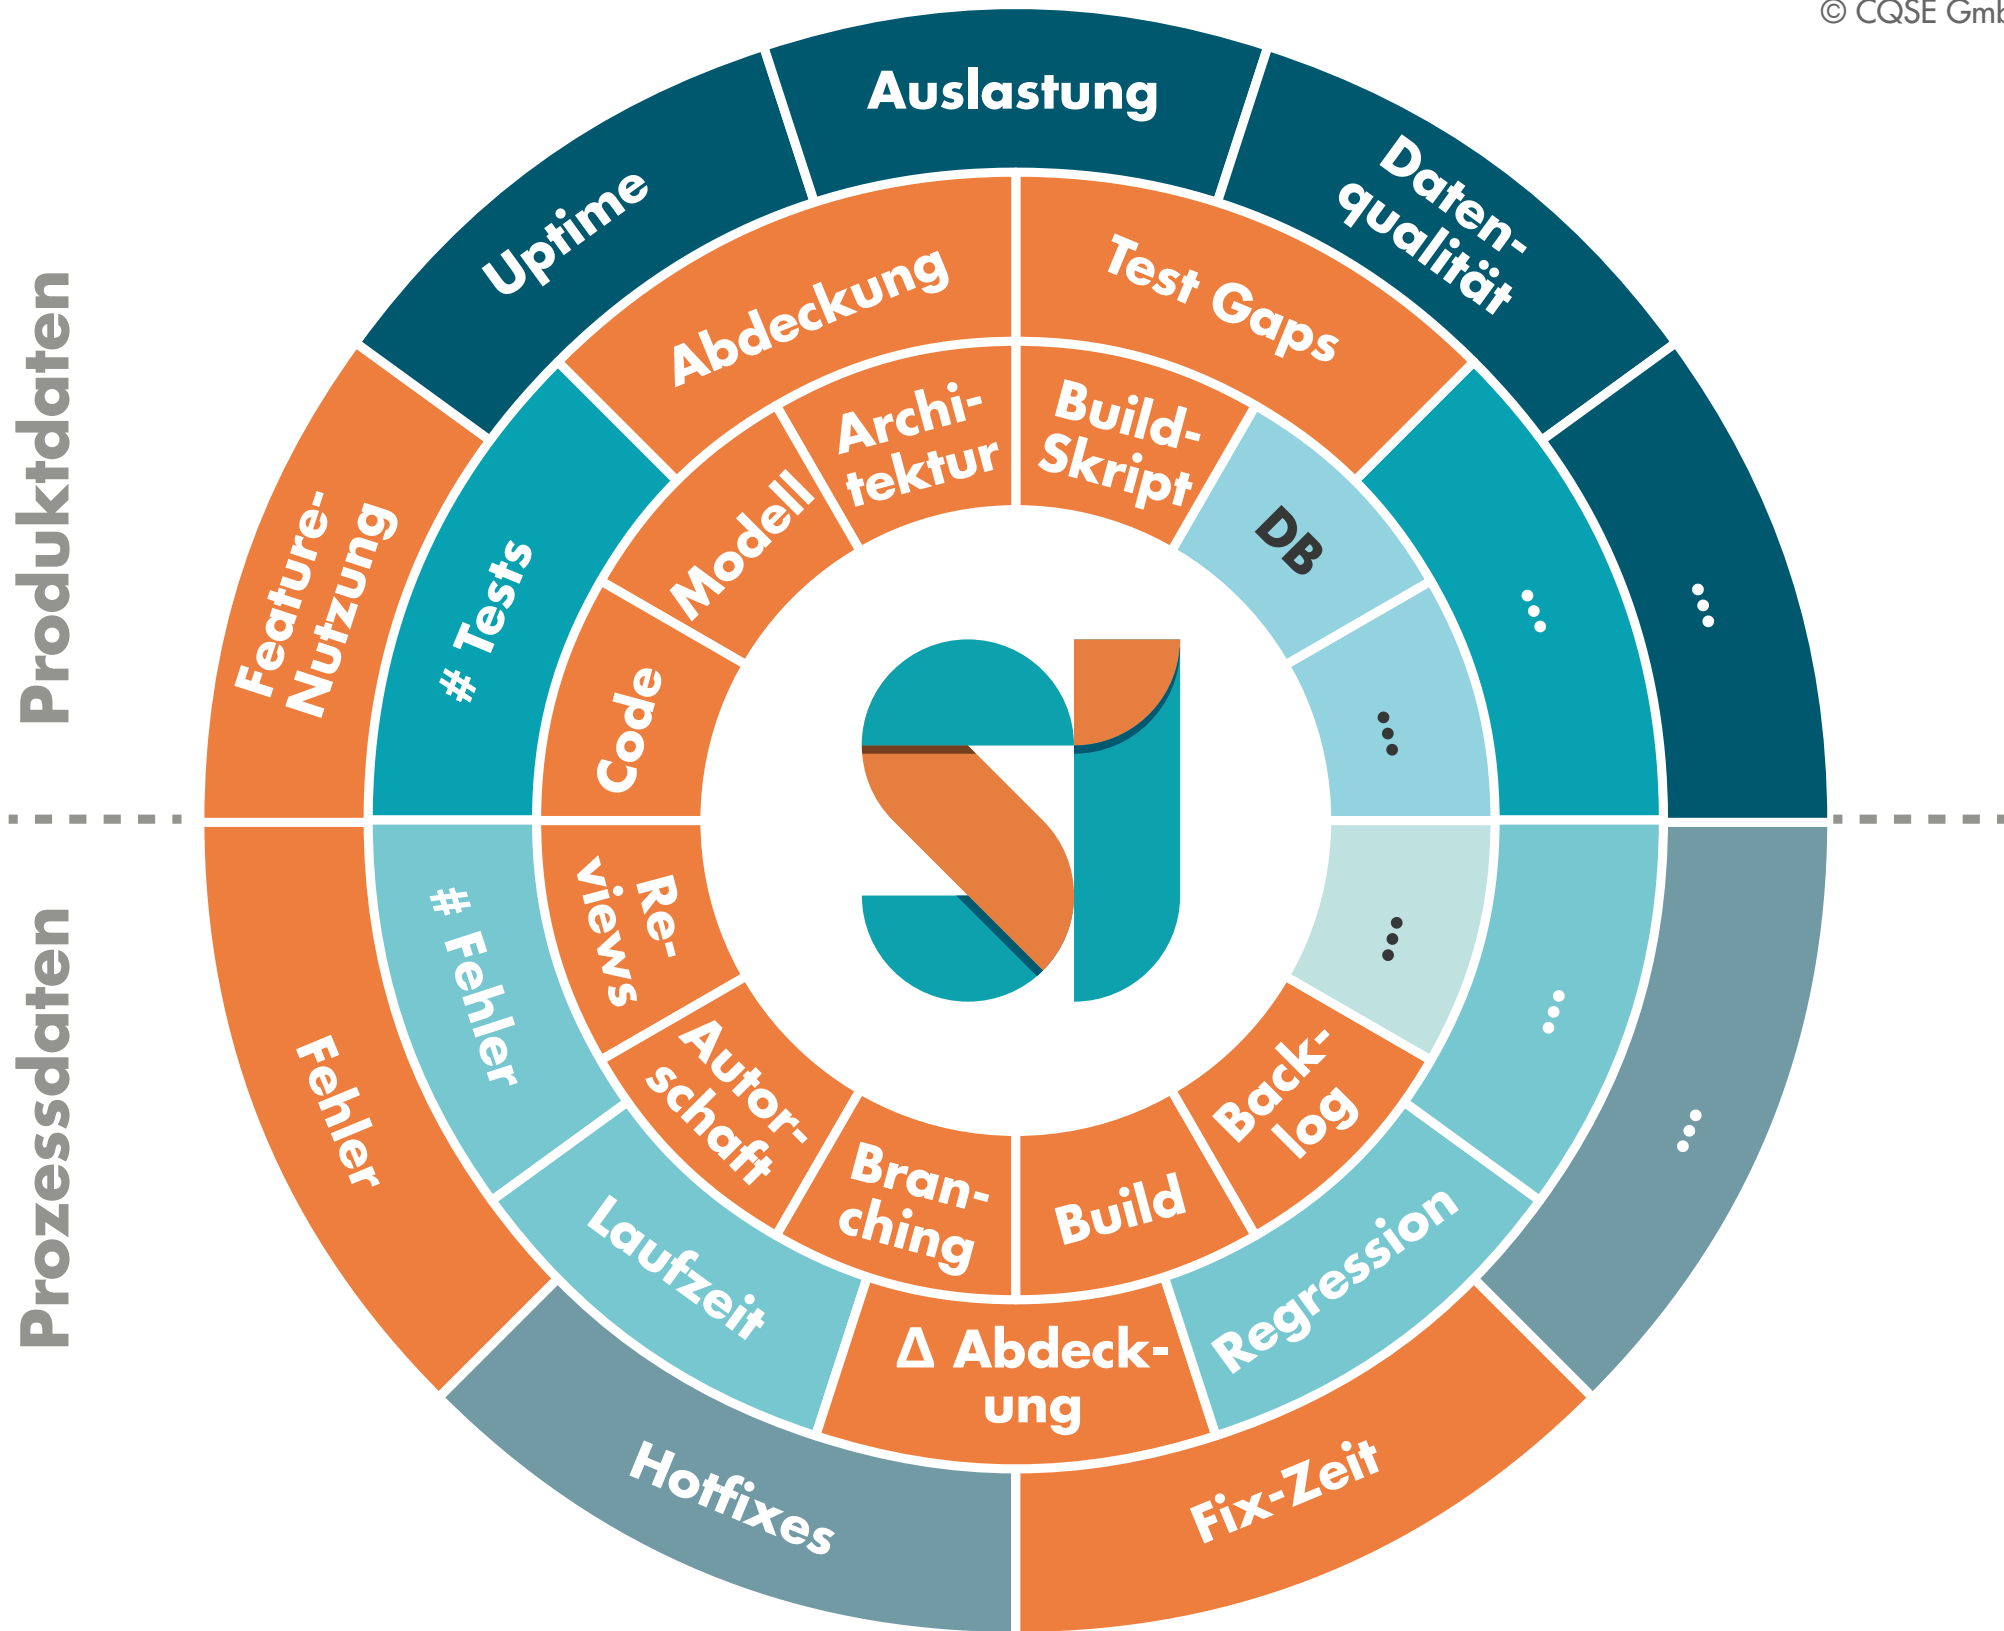 © CQSE Gmb
Produktdaten
Prozessdaten
Feature-
Nutzung
Uptime
Auslastung
Daten-
qualität
...
# Tests
Abdeckung
Test Gaps
...
Code
Modell
Archi-
tektur
Build-
Skript
DB
...
SI
Re-
views
Autor-
schaft
Bran-
ching
Build
Back-
log
...
# Fehler
Laufzeit
Δ Abdeck-
ung
Regression
...
Fehler
Hotfixes
Fix-Zeit
...